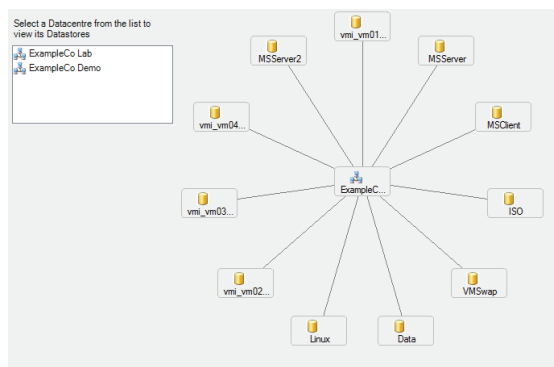 Select a Datacentre from the list to
view its Datastores
ExampleCo Lab
ExampleCo Demo
vmi_vm01...
MSServer2
MSServer
vmi_vm04...
MSClient
ExampleC...
vmi_vm03...
ISO
vmi_vm02...
VMSwap
Linux
Data